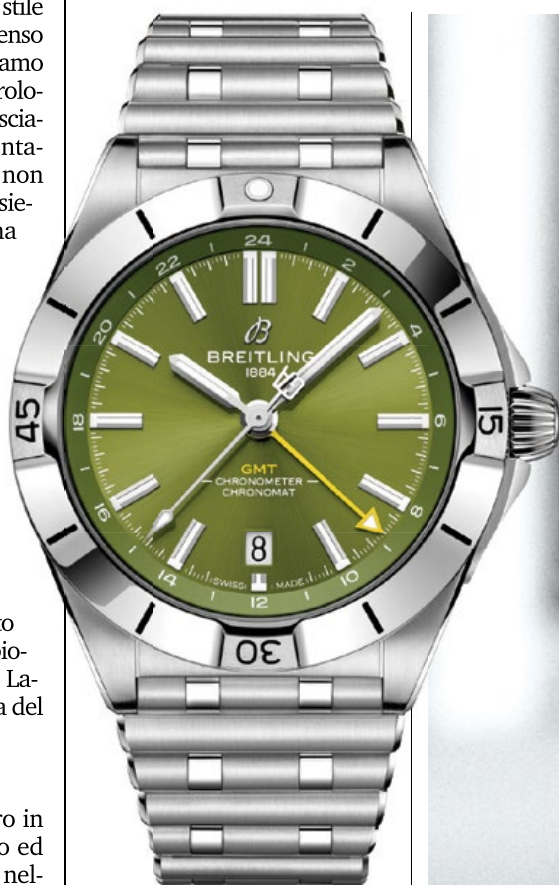 stile
enso
amo
rolo-
scia-
nta-
non
sie-
na
24
22
2
20
4
B
BREITLING
1884
45
18
6
15
GMT
CHRONOMETER
CHRONOMAT
16
8
8
14
10
SWISS MADE
12
30
to
pio-
La-
a del
ro in
o ed
nel-